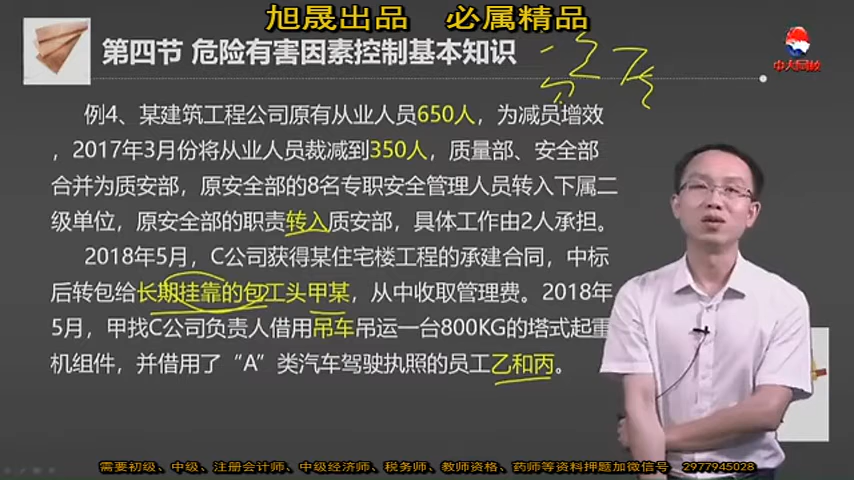 旭晟出品 必属精品
第四节 危险有害因素控制基本知识
中大网校
例4、某建筑工程公司原有从业人员650人，为减员增效
，2017年3月份将从业人员裁减到350人，质量部、安全部
合并为质安部，原安全部的8名专职安全管理人员转入下属二
级单位，原安全部的职责转入质安部，具体工作由2人承担。
2018年5月，C公司获得某住宅楼工程的承建合同，中标
后转包给长期挂靠的包工头甲某，从中收取管理费。2018年
5月，甲找C公司负责人借用吊车吊运一台800KG的塔式起重
机组件，并借用了“A”类汽车驾驶执照的员工乙和丙。
需要初级、中级、注册会计师、中级经济师、税务师、教师资格、药师等资料押题加微信号 2977945028